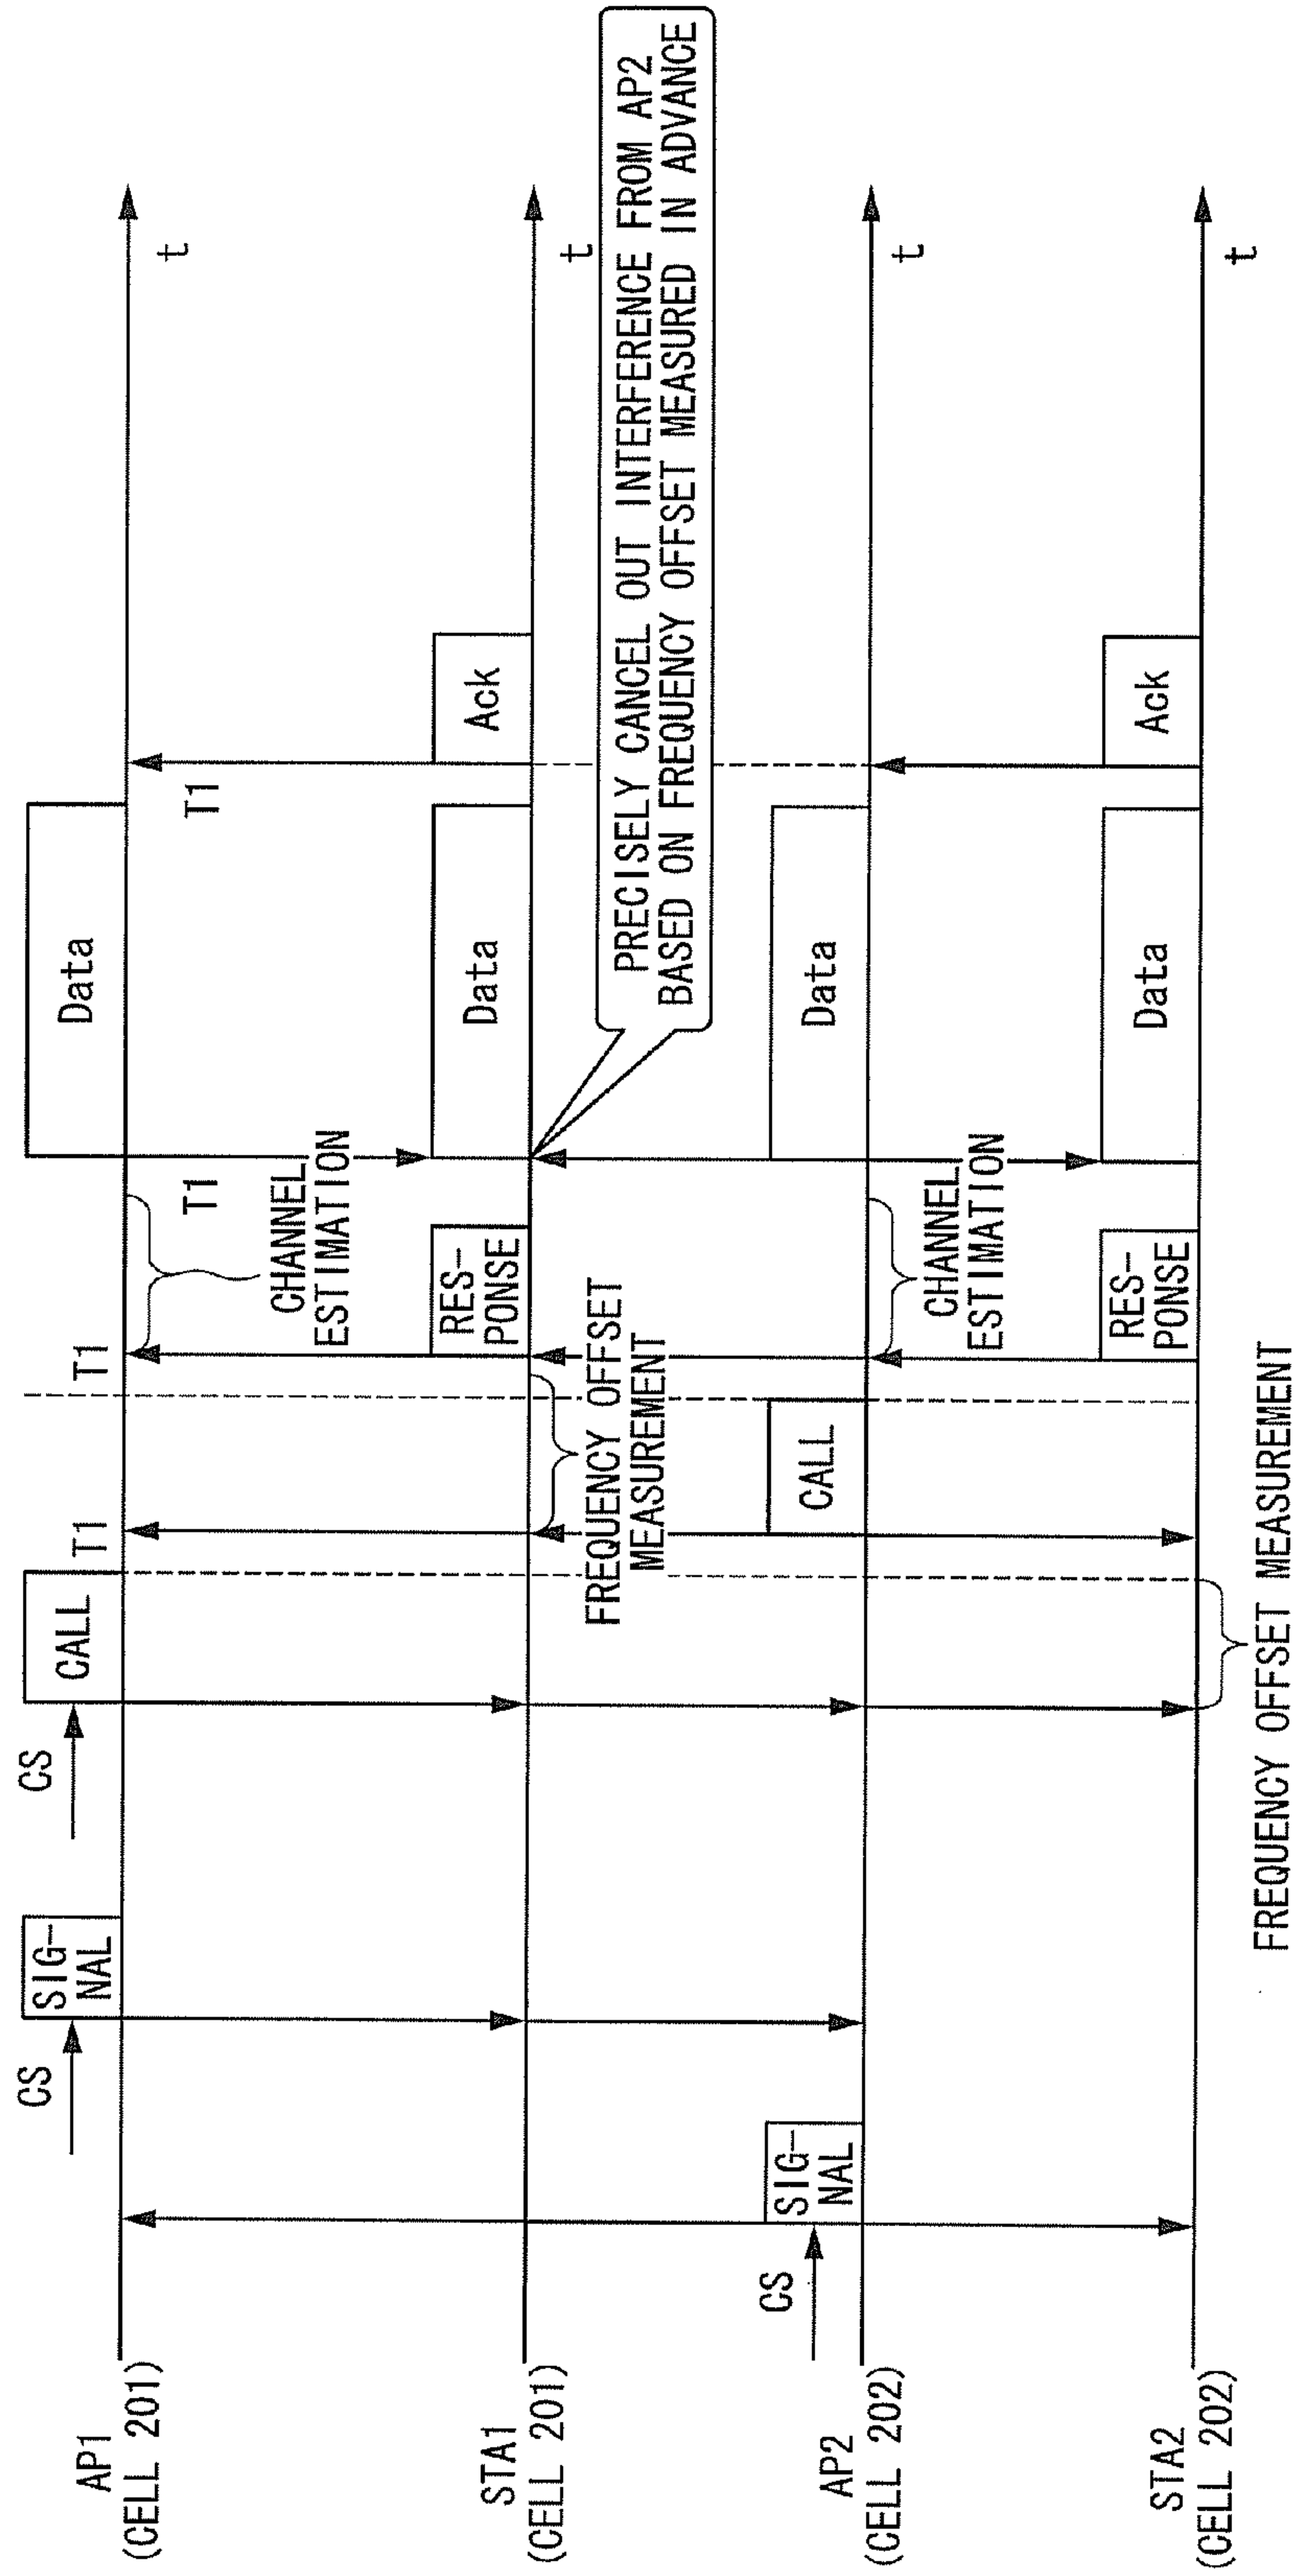 AP1
(CELL 201)
CS
SIG-
NAL
CS
CALL
T1
T1
T1
CHANNEL
ESTIMATION
Data
T1
t
STA1
(CELL 201)
FREQUENCY OFFSET
MEASUREMENT
RES-
PONSE
Data
Ack
t
PRECISELY CANCEL OUT INTERFERENCE FROM AP2
BASED ON FREQUENCY OFFSET MEASURED IN ADVANCE
AP2
(CELL 202)
CS
SIG-
NAL
CALL
CHANNEL
ESTIMATION
Data
t
STA2
(CELL 202)
FREQUENCY OFFSET MEASUREMENT
RES-
PONSE
Data
Ack
t